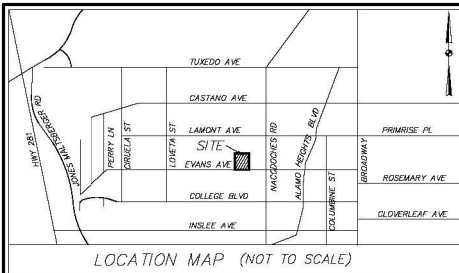 TUXEDO AVE
CASTANO AVE
LAMONT AVE
PRIMRISE PL
SITE
EVANS AVE
ROSEMARY AVE
COLLEGE BLVD
CLOVERLEAF AVE
INSLEE AVE
HWY 281
JONES MALTSBERGER RD
PERRY LN
CIRUELA ST
LOVETA ST
NACODOCHES RD
ALAMO HEIGHTS BLVD
COLUMBINE ST
BROADWAY
LOCATION MAP (NOT TO SCALE)